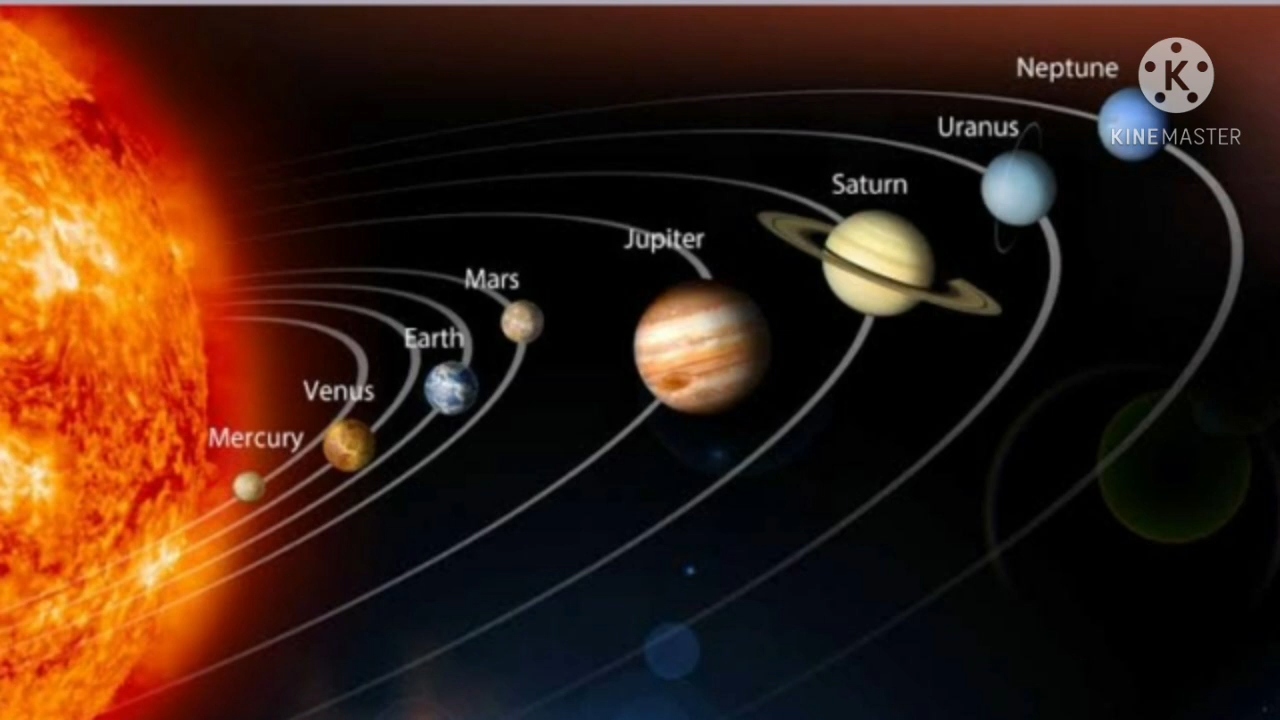 Neptune
K
KINEMASTER
Uranus
Saturn
Jupiter
Mars
Earth
Venus
Mercury